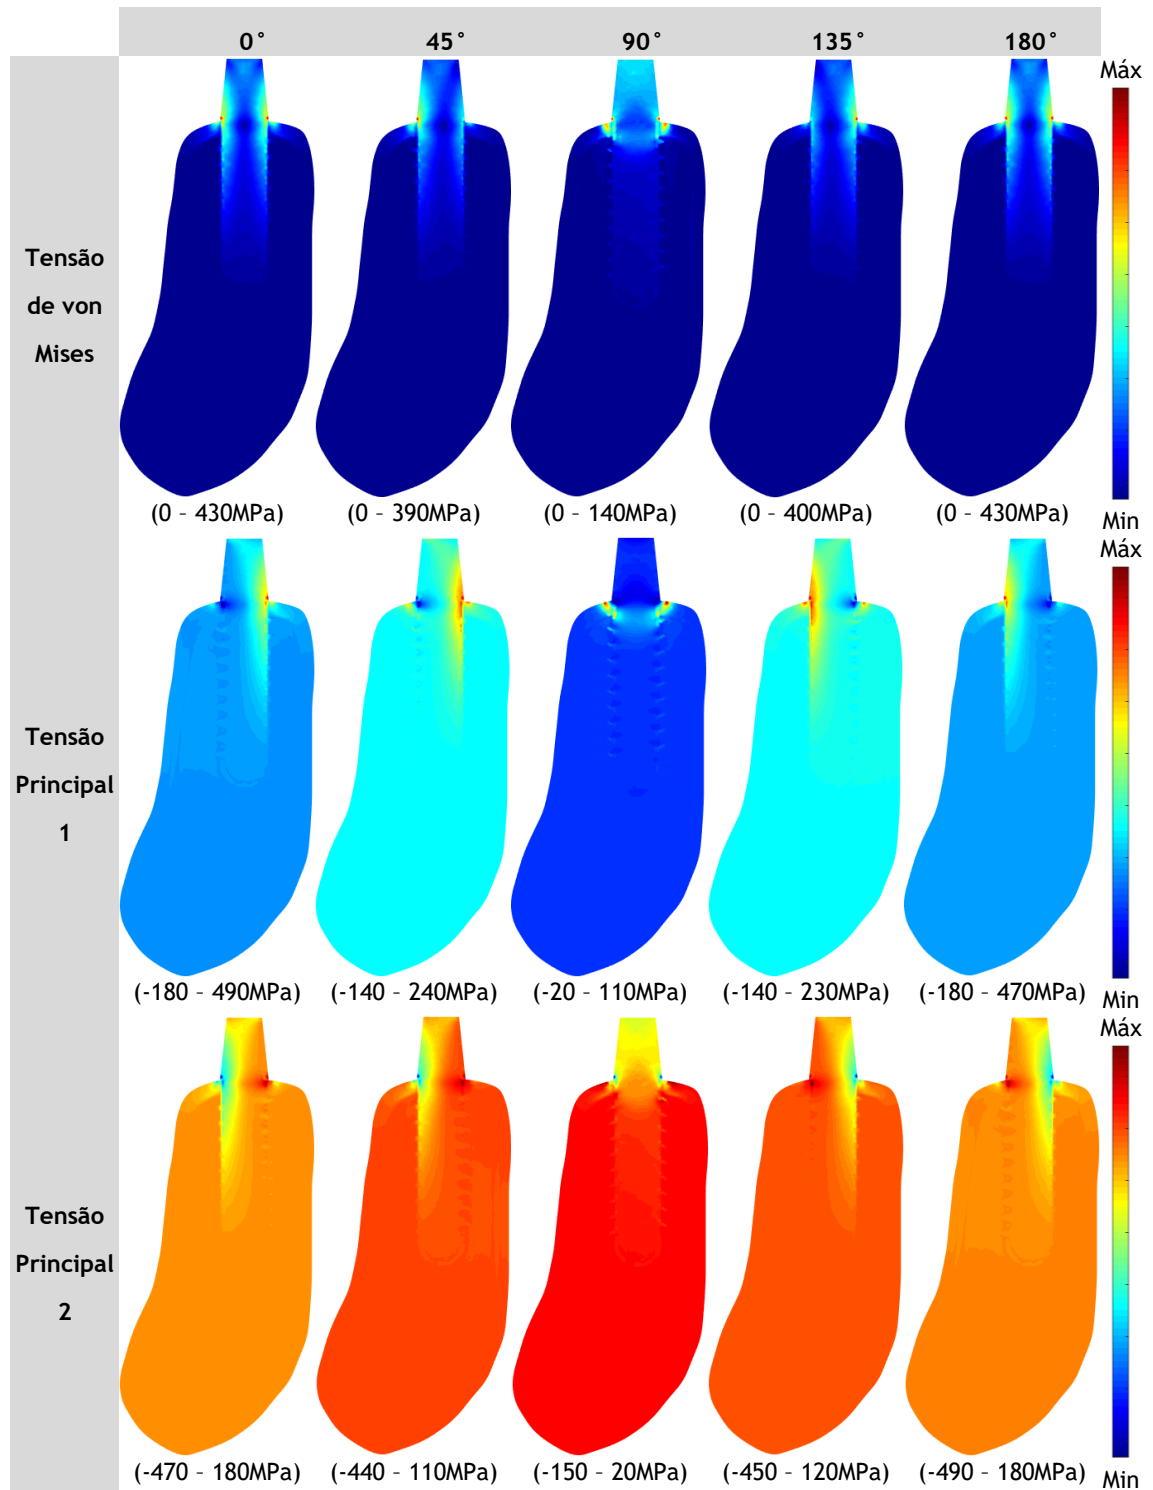 0° 45° 90° 135° 180°
Máx
Tensão
de von
Mises
(0 – 430MPa) (0 – 390MPa) (0 – 140MPa) (0 – 400MPa) (0 – 430MPa)
Min
Máx
Tensão
Principal
1
(-180 – 490MPa) (-140 – 240MPa) (-20 – 110MPa) (-140 – 230MPa) (-180 – 470MPa)
Min
Máx
Tensão
Principal
2
(-470 – 180MPa) (-440 – 110MPa) (-150 – 20MPa) (-450 – 120MPa) (-490 – 180MPa)
Min